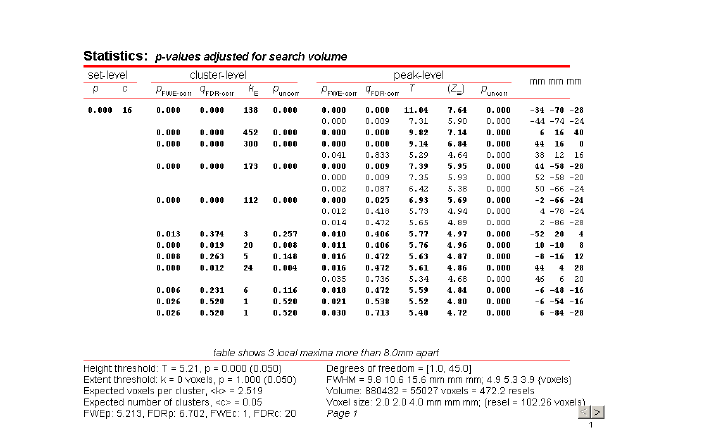 Statistics: p-values adjusted for search volume
set-level cluster-level peak-level mm mm mm
p c pFWE-corr qFDR-corr kE puncorr pFWE-corr qFDR-corr T (ZE) puncorr
0.000 16 0.000 0.000 138 0.000 0.000 0.000 11.04 7.64 0.000 -34 -70 -28
0.000 0.009 7.31 5.90 0.000 -44 -74 -24
0.000 0.000 452 0.000 0.000 0.000 9.82 7.14 0.000 6 16 40
0.000 0.000 300 0.000 0.000 0.000 9.14 6.84 0.000 44 16 0
0.041 0.833 5.29 4.64 0.000 38 12 16
0.000 0.000 173 0.000 0.000 0.009 7.39 5.95 0.000 44 -58 -28
0.000 0.009 7.35 5.93 0.000 52 -58 -20
0.002 0.087 6.42 5.38 0.000 50 -66 -24
0.000 0.000 112 0.000 0.000 0.025 6.93 5.69 0.000 -2 -66 -24
0.012 0.418 5.73 4.94 0.000 4 -78 -24
0.014 0.472 5.65 4.89 0.000 2 -86 -28
0.013 0.374 3 0.257 0.010 0.406 5.77 4.97 0.000 -52 20 4
0.000 0.019 20 0.008 0.011 0.406 5.76 4.96 0.000 10 -10 8
0.008 0.263 5 0.148 0.016 0.472 5.63 4.87 0.000 -8 -16 12
0.000 0.012 24 0.004 0.016 0.472 5.61 4.86 0.000 44 4 28
0.035 0.736 5.34 4.68 0.000 46 6 20
0.006 0.231 6 0.116 0.018 0.472 5.59 4.84 0.000 -6 -48 -16
0.026 0.520 1 0.520 0.021 0.538 5.52 4.80 0.000 -6 -54 -16
0.026 0.520 1 0.520 0.030 0.713 5.40 4.72 0.000 6 -84 -28
table shows 3 local maxima more than 8.0mm apart
Height threshold: T = 5.21, p = 0.000 (0.050) Degrees of freedom = [1.0, 45.0]
Extent threshold: k = 0 voxels, p = 1.000 (0.050) FWHM = 9.8 10.6 15.6 mm mm mm; 4.9 5.3 3.9 {voxels}
Expected voxels per cluster, <k> = 2.519 Volume: 880432 = 55027 voxels = 472.2 resels
Expected number of clusters, <c> = 0.05 Voxel size: 2.0 2.0 4.0 mm mm mm; (resel = 102.26 voxels)
FWEp: 5.213, FDRp: 6.702, FWEc: 1, FDRc: 20 Page 1
< >
1